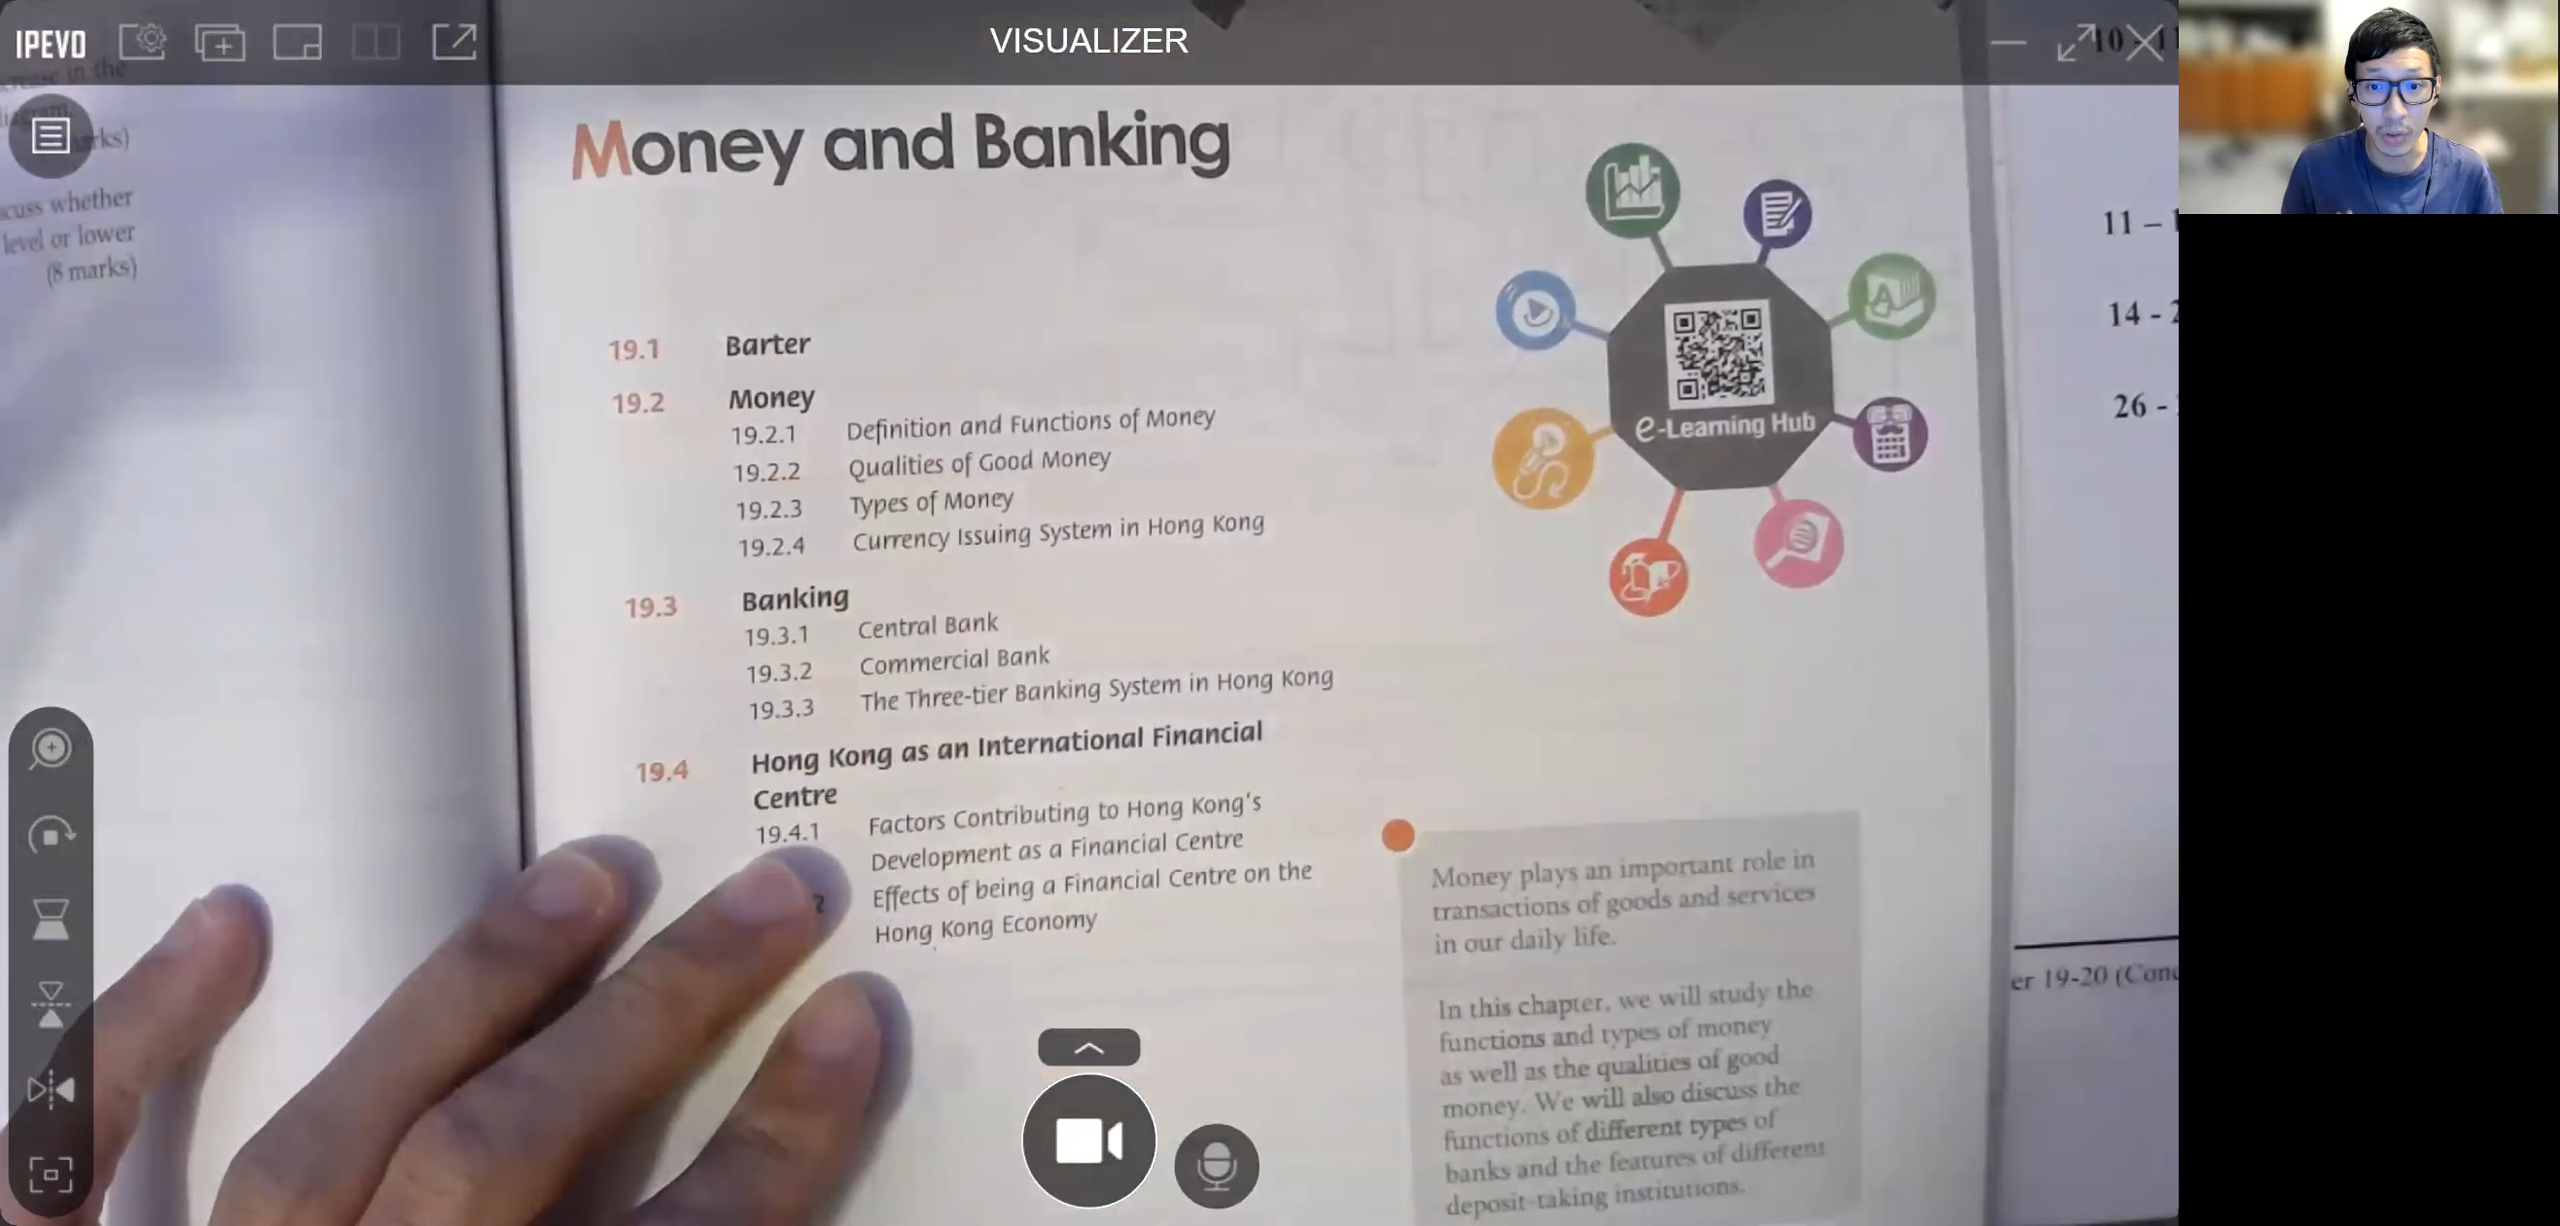 IPEVO
VISUALIZER
in the
marks)
whether
level or lower
(8 marks)
Money and Banking
19.1 Barter
19.2 Money
19.2.1 Definition and Functions of Money
19.2.2 Qualities of Good Money
19.2.3 Types of Money
19.2.4 Currency Issuing System in Hong Kong
19.3 Banking
19.3.1 Central Bank
19.3.2 Commercial Bank
19.3.3 The Three-tier Banking System in Hong Kong
19.4 Hong Kong as an International Financial
Centre
19.4.1 Factors Contributing to Hong Kong's
Development as a Financial Centre
2 Effects of being a Financial Centre on the
Hong Kong Economy
e-Learning Hub
Money plays an important role in
transactions of goods and services
in our daily life.
In this chapter, we will study the
functions and types of money
as well as the qualities of good
money. We will also discuss the
functions of different types of
banks and the features of different
deposit-taking institutions.
11 –
14 -
26 -
19-20